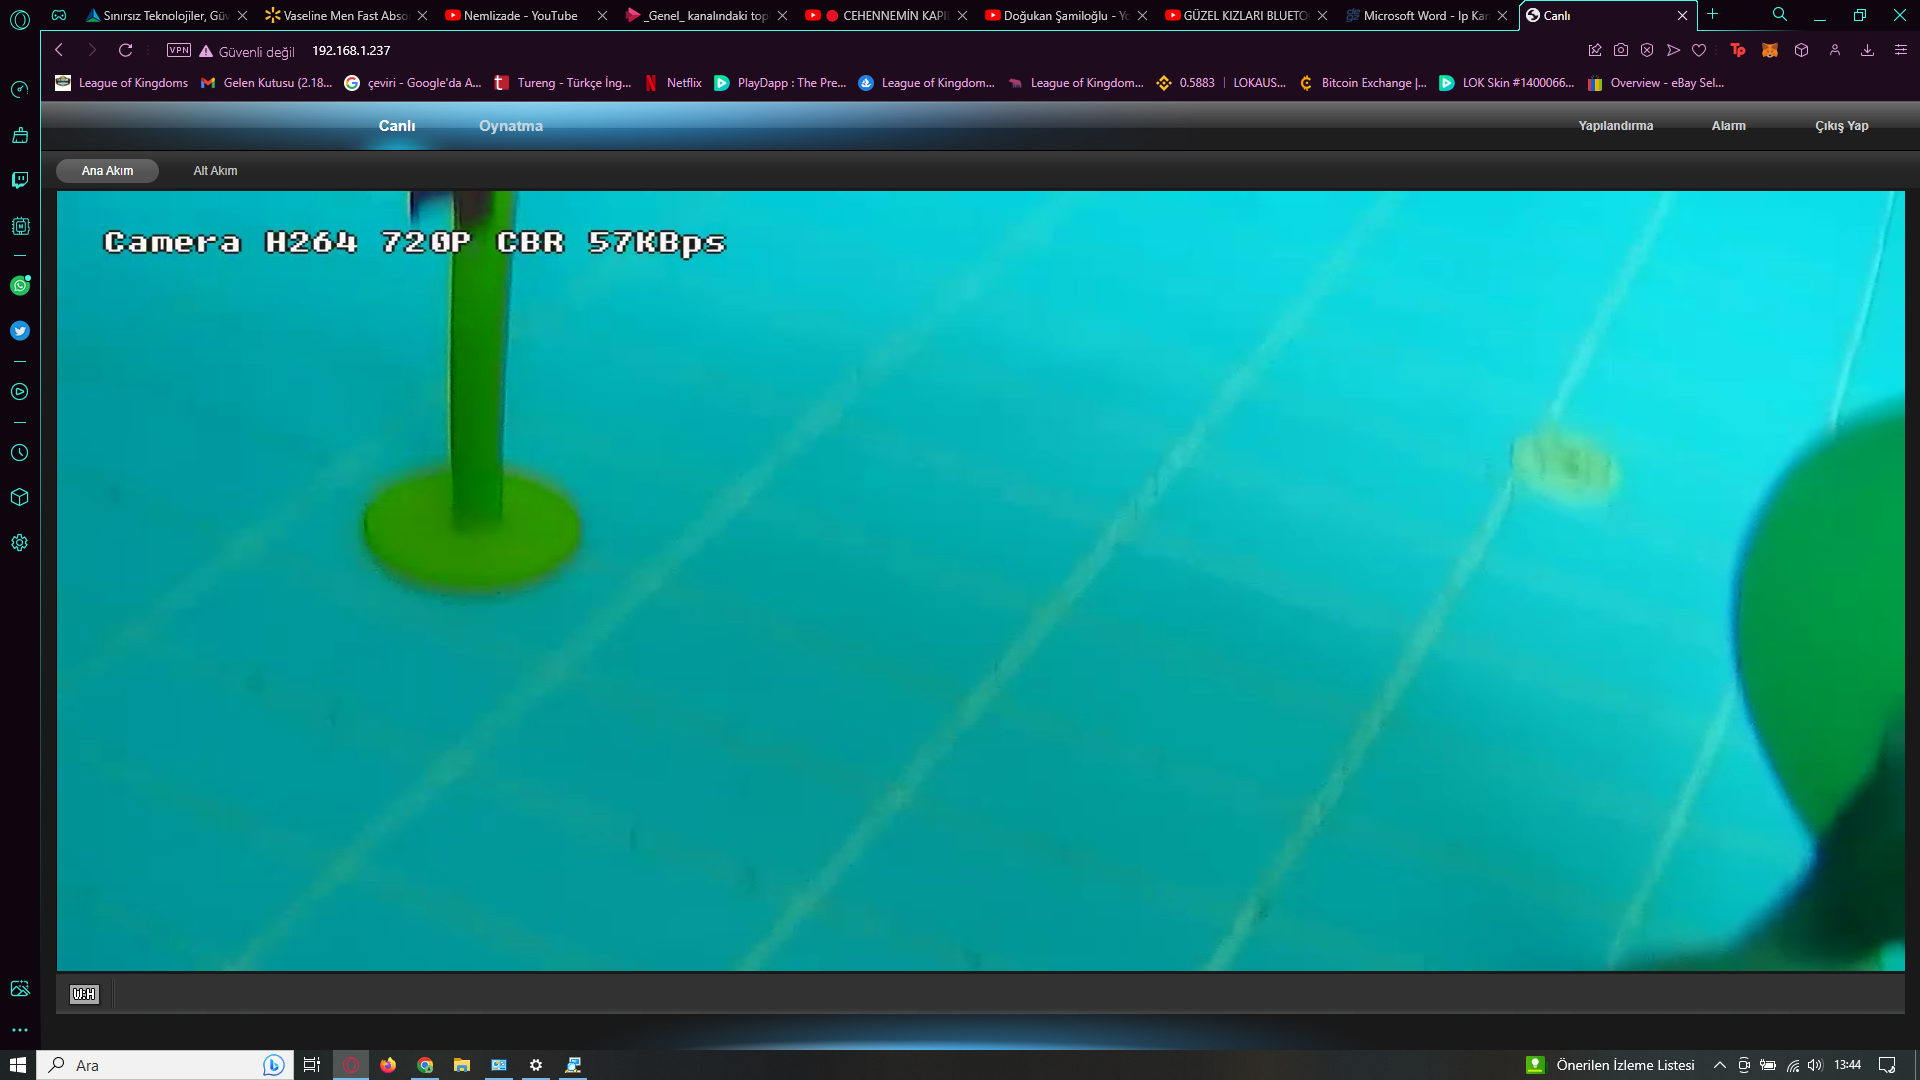 Sınırsız Teknolojiler, Güv
Vaseline Men Fast Abso
Nemlizade - YouTube
_Genel_ kanalındaki top
CEHENNEMİN KAPI
Doğukan Şamiloğlu - Yo
GÜZEL KIZLARI BLUETO
Microsoft Word - Ip Kam
Canlı
VPN
Güvenli değil
192.168.1.237
League of Kingdoms
Gelen Kutusu (2.18...
çeviri - Google'da A...
Tureng - Türkçe İng...
Netflix
PlayDapp : The Pre...
League of Kingdom...
League of Kingdom...
0.5883 | LOKAUS...
Bitcoin Exchange |...
LOK Skin #1400066...
Overview - eBay Sel...
Canlı
Oynatma
Yapılandırma
Alarm
Çıkış Yap
Ana Akım
Alt Akım
Camera H264 720P CBR 57KBps
W:H
Ara
Önerilen İzleme Listesi
13:44